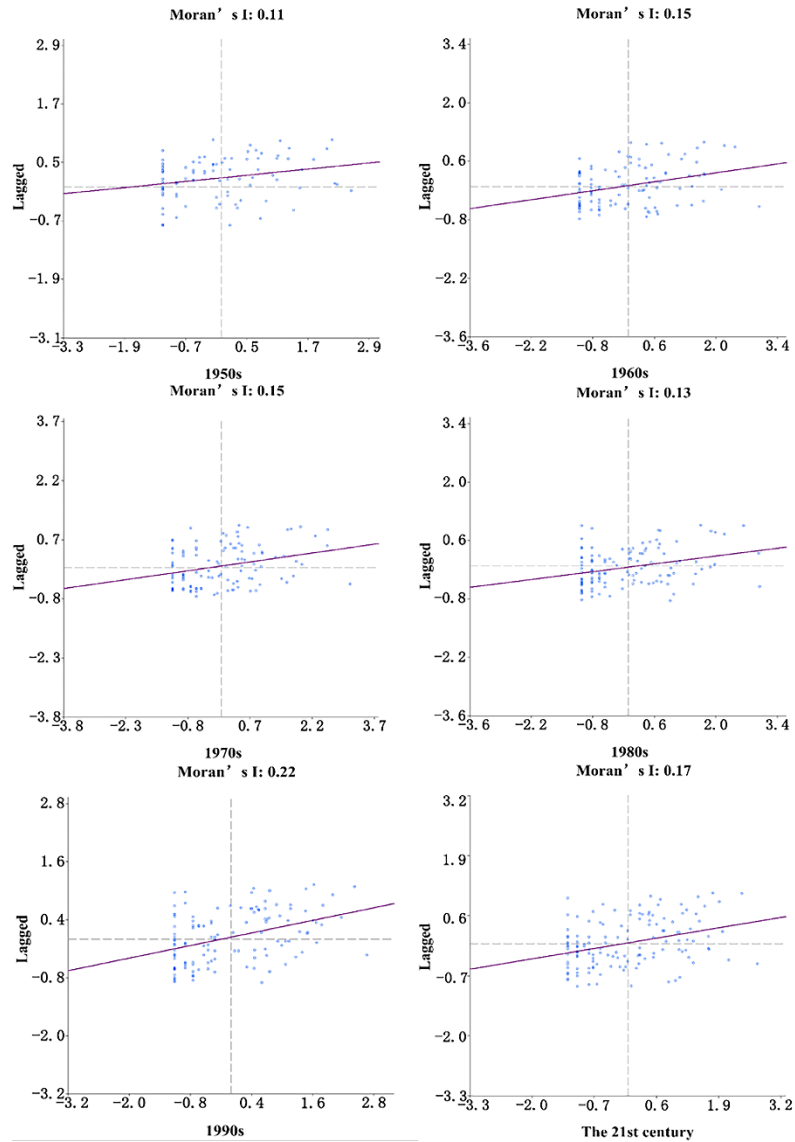 Moran’ s I: 0.11
2.9
1.7
0.5
-0.7
-1.9
-3.1
Lagged
-3.3 -1.9 -0.7 0.5 1.7 2.9
1950s
Moran’ s I: 0.15
3.4
2.0
0.6
-0.8
-2.2
-3.6
Lagged
-3.6 -2.2 -0.8 0.6 2.0 3.4
1960s
Moran’ s I: 0.15
3.7
2.2
0.7
-0.8
-2.3
-3.8
Lagged
-3.8 -2.3 -0.8 0.7 2.2 3.7
1970s
Moran’ s I: 0.13
3.4
2.0
0.6
-0.8
-2.2
-3.6
Lagged
-3.6 -2.2 -0.8 0.6 2.0 3.4
1980s
Moran’ s I: 0.22
2.8
1.6
0.4
-0.8
-2.0
-3.2
Lagged
-3.2 -2.0 -0.8 0.4 1.6 2.8
1990s
Moran’ s I: 0.17
3.2
1.9
0.6
-0.7
-2.0
-3.3
Lagged
-3.3 -2.0 -0.7 0.6 1.9 3.2
The 21st century